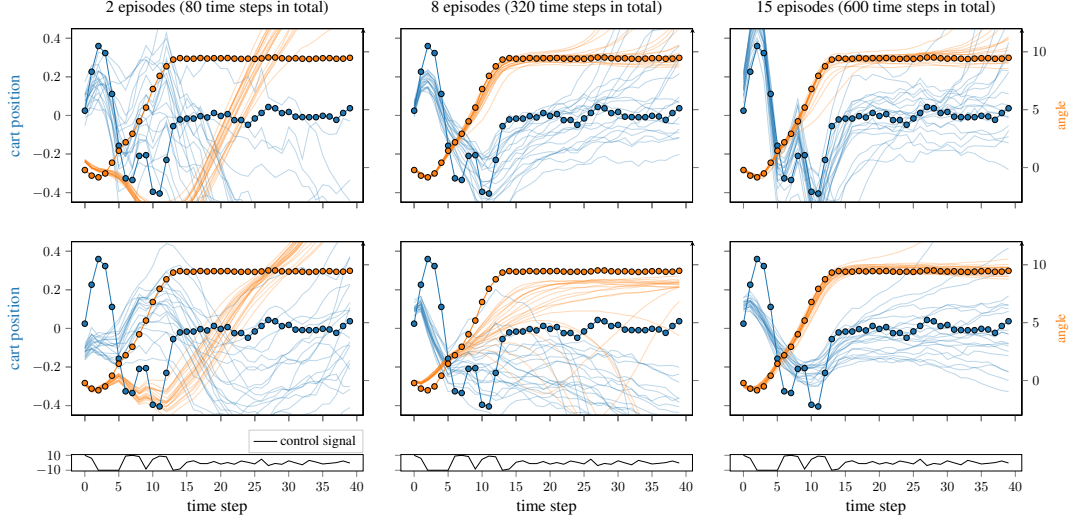 2 episodes (80 time steps in total)
8 episodes (320 time steps in total)
15 episodes (600 time steps in total)
cart position
0.4
0.2
0
−0.2
−0.4
10
5
0
angle
cart position
0.4
0.2
0
−0.2
−0.4
10
5
0
angle
control signal
10
−10
0 5 10 15 20 25 30 35 40
0 5 10 15 20 25 30 35 40
0 5 10 15 20 25 30 35 40
time step
time step
time step